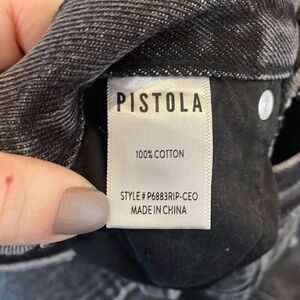 PISTOLA
100% COTTON
STYLE # P6883RIP-CEO
MADE IN CHINA